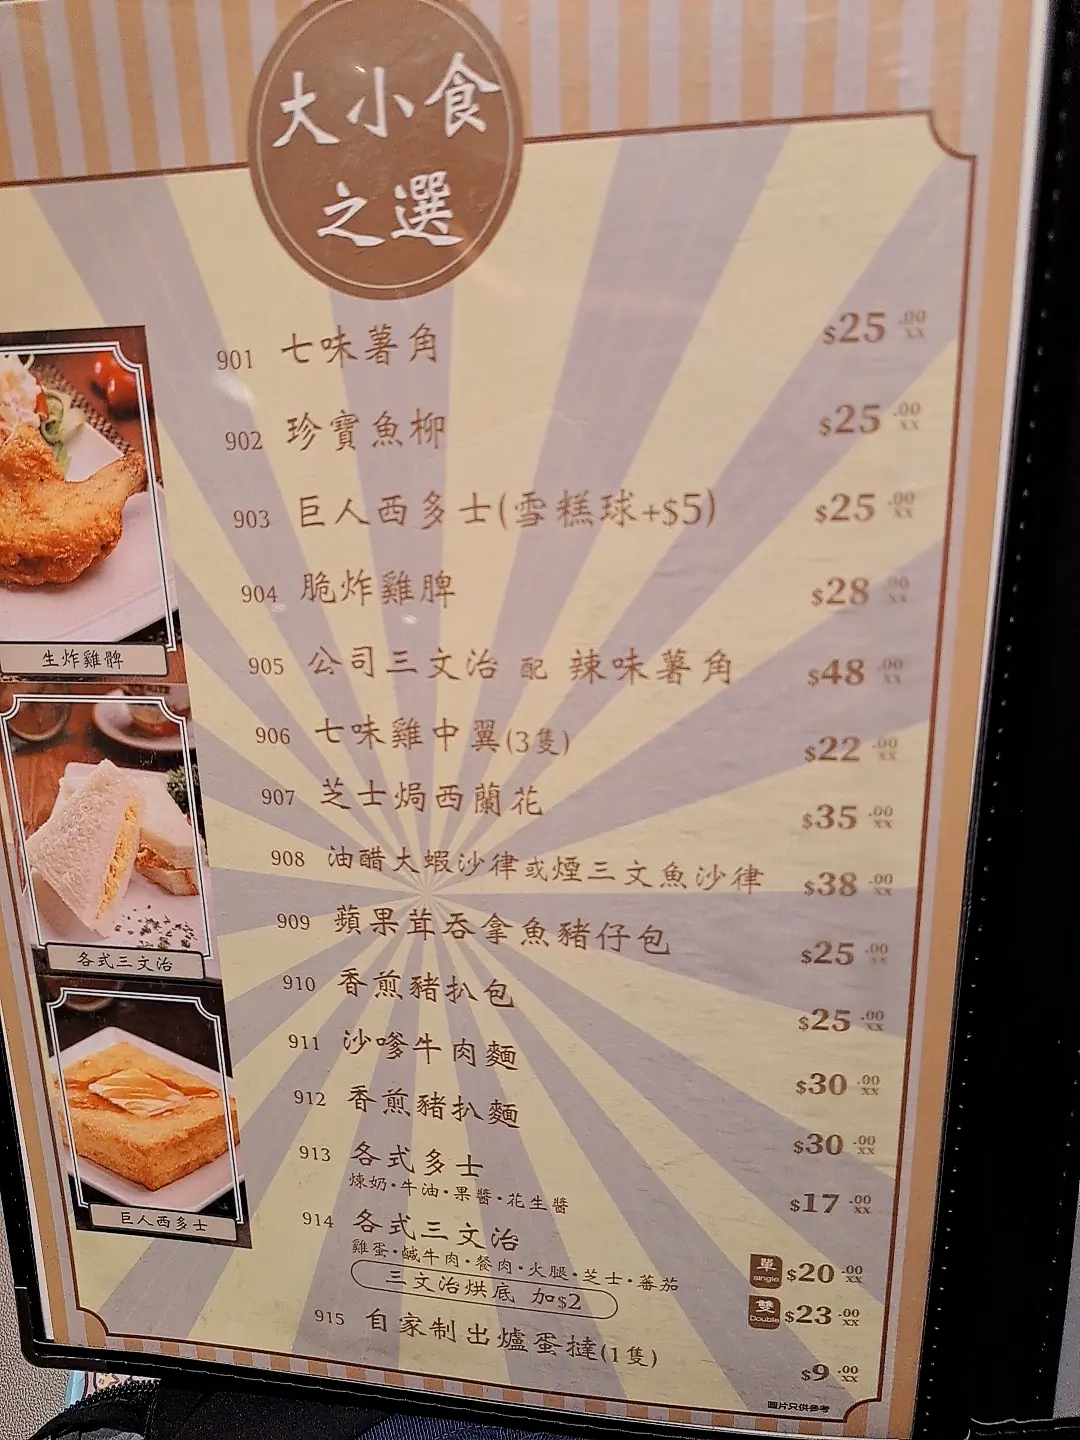 大小食
之選
901 七味薯角 $25.00
902 珍寶魚柳 $25.00
903 巨人西多士(雪糕球+$5) $25.00
904 脆炸雞脾 $28.00
905 公司三文治 配 辣味薯角 $48.00
906 七味雞中翼(3隻) $22.00
907 芝士焗西蘭花 $35.00
908 油醋大蝦沙律或煙三文魚沙律 $38.00
909 蘋果茸吞拿魚豬仔包 $25.00
910 香煎豬扒包 $25.00
911 沙嗲牛肉麵 $30.00
912 香煎豬扒麵 $30.00
913 各式多士 $17.00
煉奶·牛油·果醬·花生醬
914 各式三文治 單 Single $20.00
雞蛋·鹹牛肉·餐肉·火腿·芝士·蕃茄
三文治烘底 加$2 雙 Double $23.00
915 自家制出爐蛋撻(1隻) $9.00
圖片只供參考
生炸雞髀
各式三文治
巨人西多士